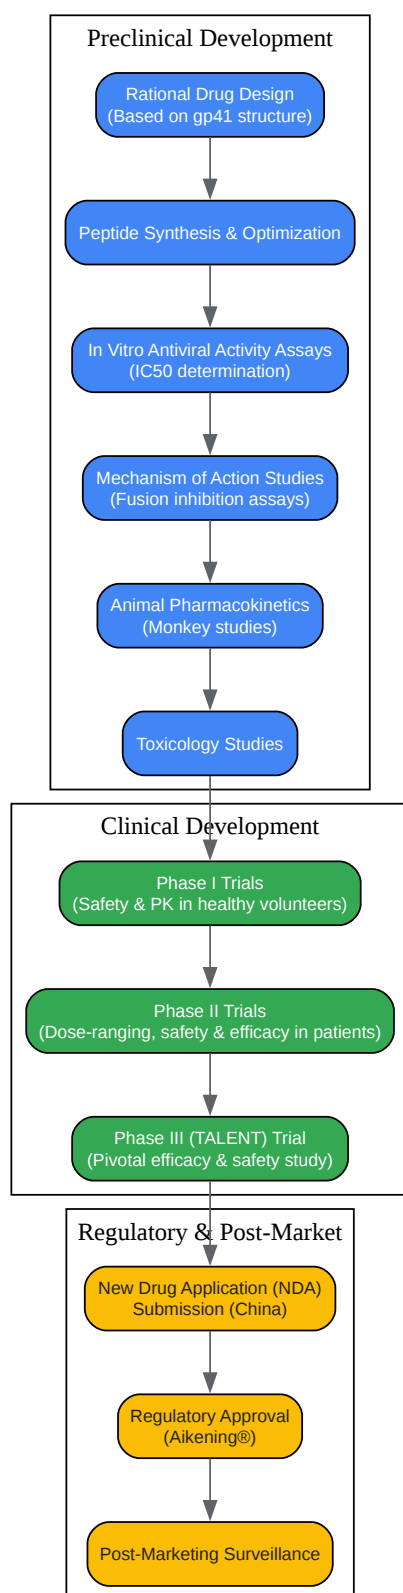 Preclinical Development
Rational Drug Design
(Based on gp41 structure)
Peptide Synthesis & Optimization
In Vitro Antiviral Activity Assays
(IC50 determination)
Mechanism of Action Studies
(Fusion inhibition assays)
Animal Pharmacokinetics
(Monkey studies)
Toxicology Studies
Clinical Development
Phase I Trials
(Safety & PK in healthy volunteers)
Phase II Trials
(Dose-ranging, safety & efficacy in patients)
Phase III (TALENT) Trial
(Pivotal efficacy & safety study)
Regulatory & Post-Market
New Drug Application (NDA)
Submission (China)
Regulatory Approval
(Aikening®)
Post-Marketing Surveillance